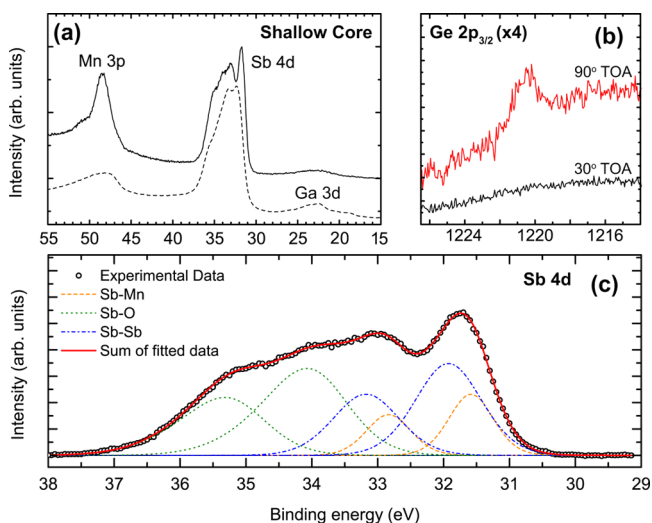 (a)
Shallow Core
Mn 3p
Sb 4d
Ga 3d
Intensity (arb. units)
55 50 45 40 35 30 25 20 15
Ge 2p3/2 (x4)
(b)
90° TOA
30° TOA
1224 1220 1216
Experimental Data
Sb-Mn
Sb-O
Sb-Sb
Sum of fitted data
Sb 4d
(c)
Intensity (arb. units)
38 37 36 35 34 33 32 31 30 29
Binding energy (eV)